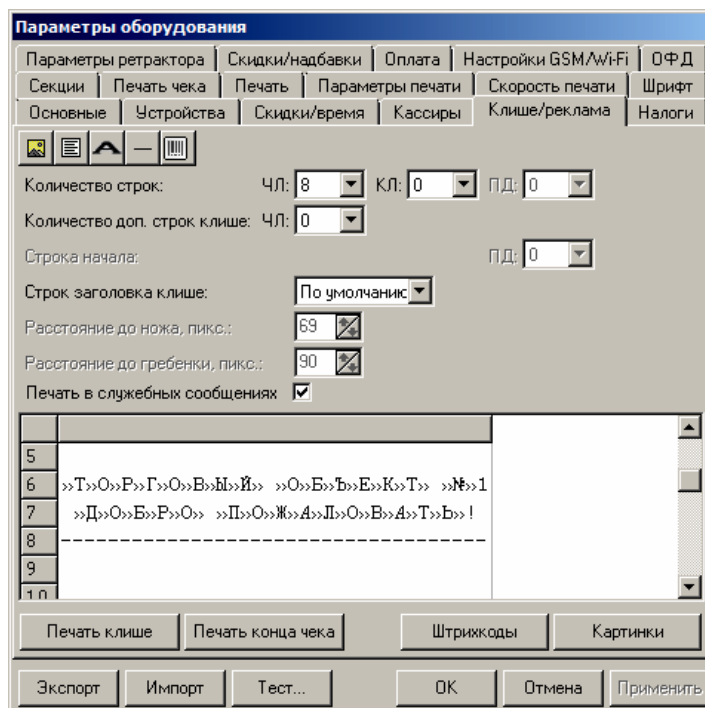 Параметры оборудования
Параметры ретрактора Скидки/надбавки Оплата Настройки GSM/Wi-Fi ОФД
Секции Печать чека Печать Параметры печати Скорость печати Шрифт
Основные Устройства Скидки/время Кассиры Клише/реклама Налоги
Количество строк: ЧЛ: 8 КЛ: 0 ПД: 0
Количество доп. строк клише: ЧЛ: 0
Строка начала: ПД: 0
Строк заголовка клише: По умолчанию
Расстояние до ножа, пикс.: 69
Расстояние до гребенки, пикс.: 90
Печать в служебных сообщениях
5
6 »Т»О»Р»Г»О»В»Ы»Й» »О»Б»Ъ»Е»К»Т» »№»1
7 »Д»О»Б»Р»О» »П»О»Ж»А»Л»О»В»А»Т»Ь»!
8 ------------------------------------
9
10
Печать клише Печать конца чека Штрихкоды Картинки
Экспорт Импорт Тест... OK Отмена Применить